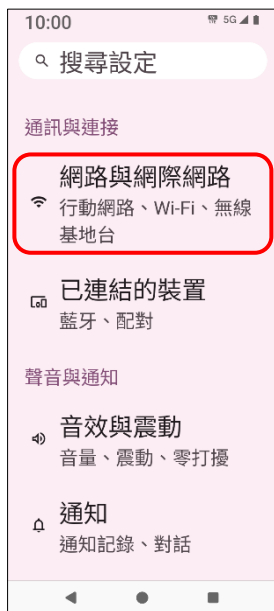 10:00 5G
搜尋設定
通訊與連接
網路與網際網路
行動網路、Wi-Fi、無線
基地台
已連結的裝置
藍牙、配對
聲音與通知
音效與震動
音量、震動、零打擾
通知
通知記錄、對話